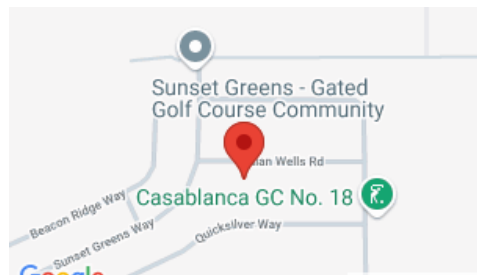 Sunset Greens - Gated
Golf Course Community
Wells Rd
Casablanca GC No. 18
Beacon Ridge Way
Sunset Greens Way
Quicksilver Way
Google